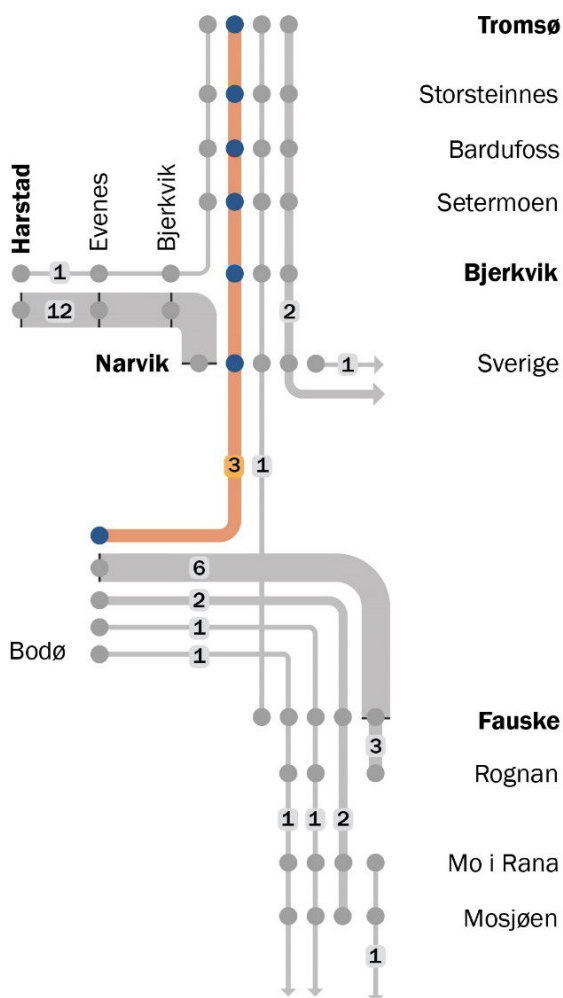 Tromsø
Storsteinnes
Bardufoss
Setermoen
Harstad
Evenes
Bjerkvik
1
Bjerkvik
12
2
Narvik
1
Sverige
3
1
6
2
1
Bodø
1
Fauske
3
Rognan
1
1
2
Mo i Rana
Mosjøen
1